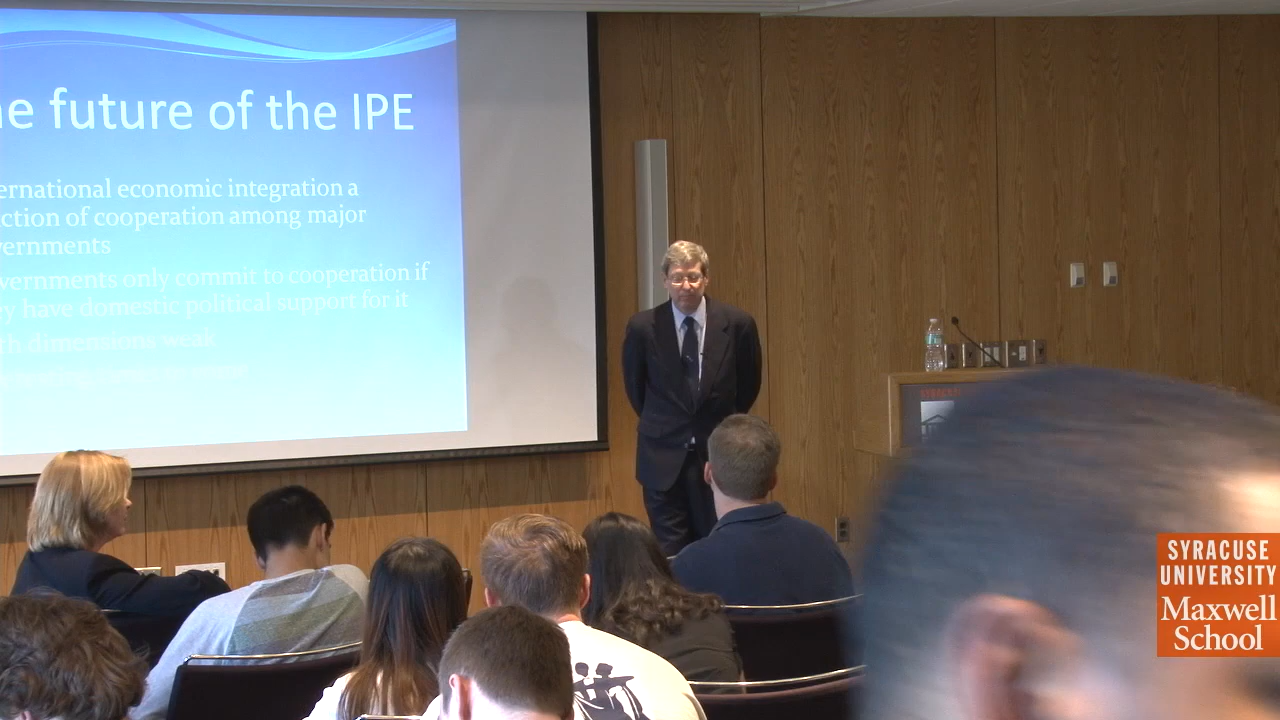 he future of the IPE
ernational economic integration a
ction of cooperation among major
vernments
vernments only commit to cooperation if
ey have domestic political support for it
th dimensions weak
SYRACUSE
UNIVERSITY
Maxwell
School